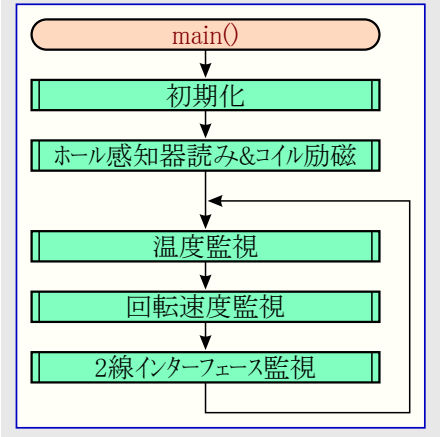 main()
初期化
ホール感知器読み&コイル励磁
温度監視
回転速度監視
2線インターフェース監視